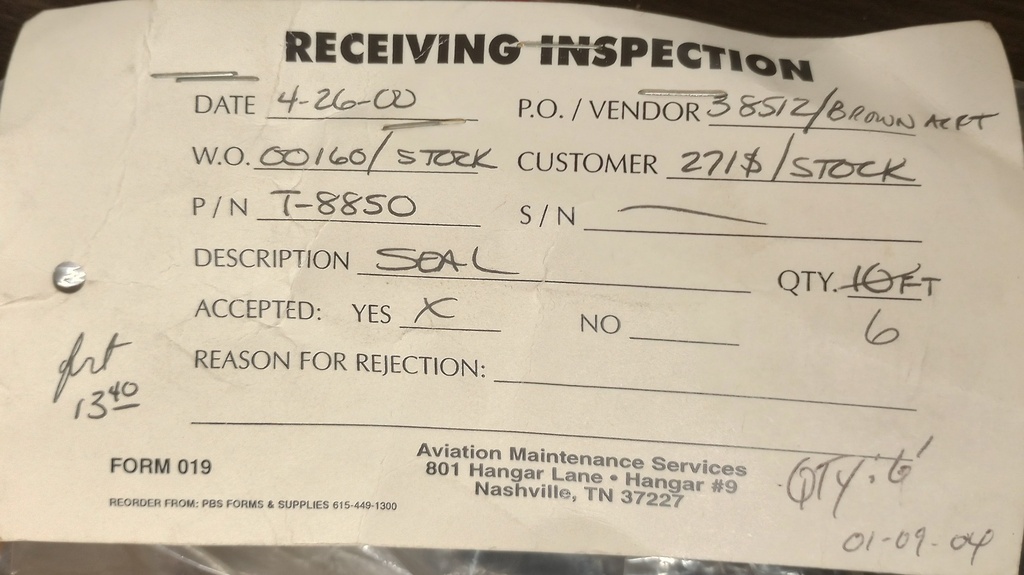 RECEIVING INSPECTION
DATE 4-26-00 P.O. / VENDOR 38512/BROWN
W.O. 00160/STOCK CUSTOMER 271$/STOCK
P / N T-8850 S / N —
DESCRIPTION SEAL QTY. 10FT
ACCEPTED: YES X NO 6
REASON FOR REJECTION:
frt
13.40
FORM 019
REORDER FROM: PBS FORMS & SUPPLIES 615-449-1300
Aviation Maintenance Services
801 Hangar Lane • Hangar #9
Nashville, TN 37227
QTY: 6'
01-09-04